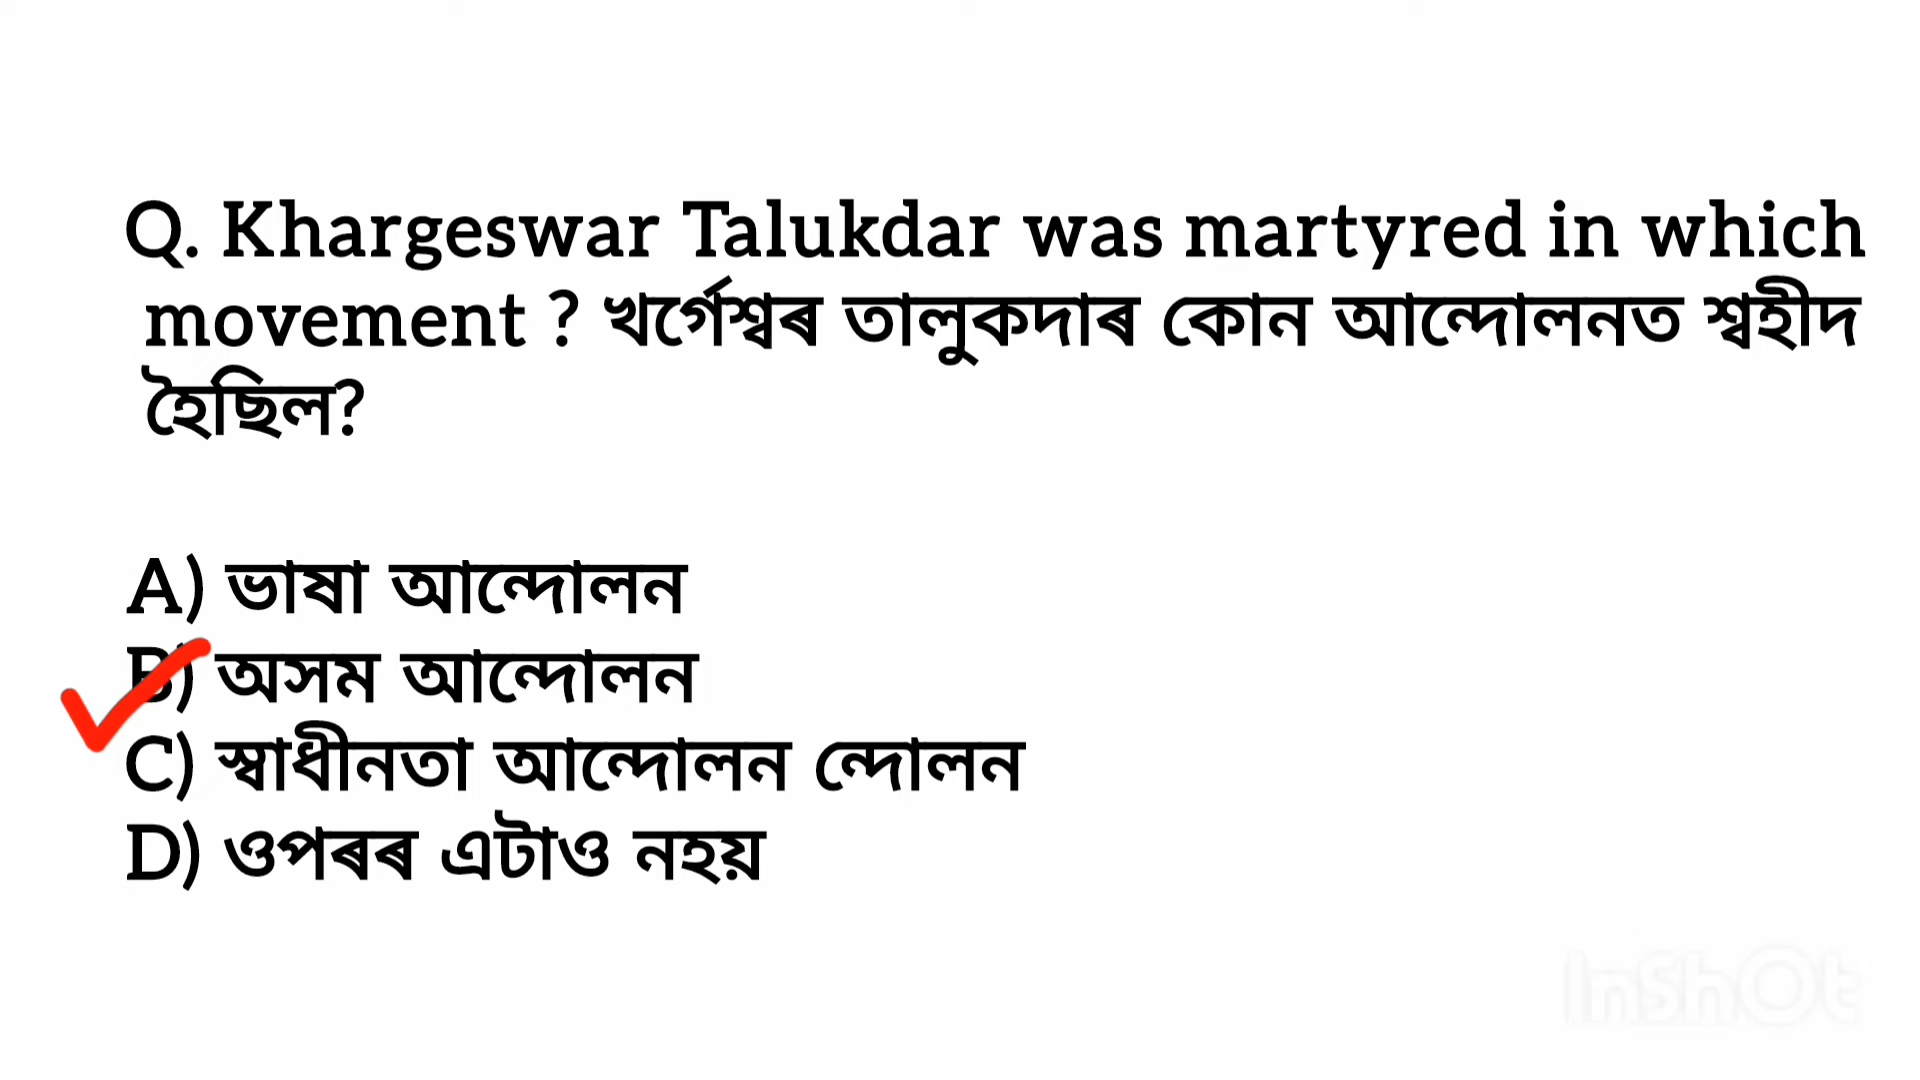 Q. Khargeswar Talukdar was martyred in which
movement ? খৰ্গেশ্বৰ তালুকদাৰ কোন আন্দোলনত শ্বহীদ
হৈছিল?
A) ভাষা আন্দোলন
B) অসম আন্দোলন
C) স্বাধীনতা আন্দোলন ন্দোলন
D) ওপৰৰ এটাও নহয়
InShOt